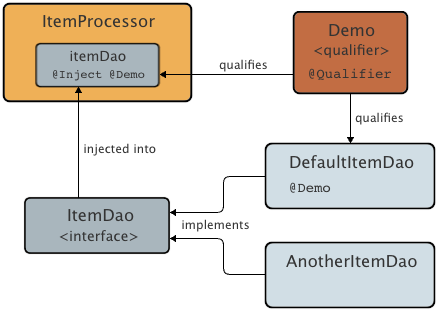 ItemProcessor
itemDao
@Inject @Demo
qualifies
Demo
<qualifier>
@Qualifier
qualifies
injected into
DefaultItemDao
@Demo
ItemDao
<interface>
implements
AnotherItemDao